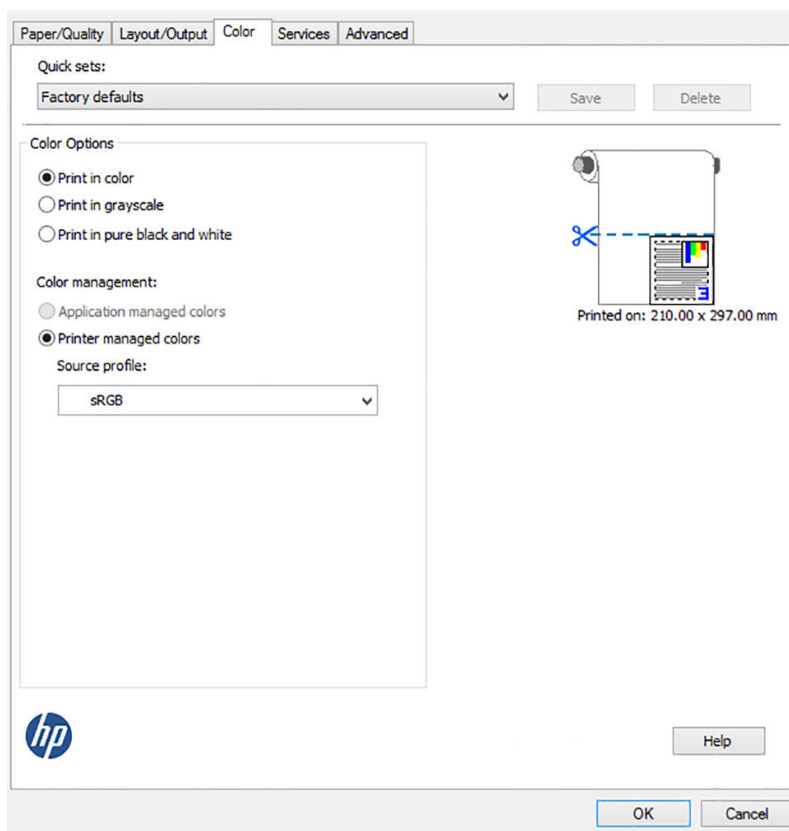 Paper/Quality Layout/Output Color Services Advanced
Quick sets:
Factory defaults Save Delete
Color Options
Print in color
Print in grayscale
Print in pure black and white
Color management:
Application managed colors
Printer managed colors
Source profile:
sRGB
Printed on: 210.00 x 297.00 mm
hp
Help
OK Cancel